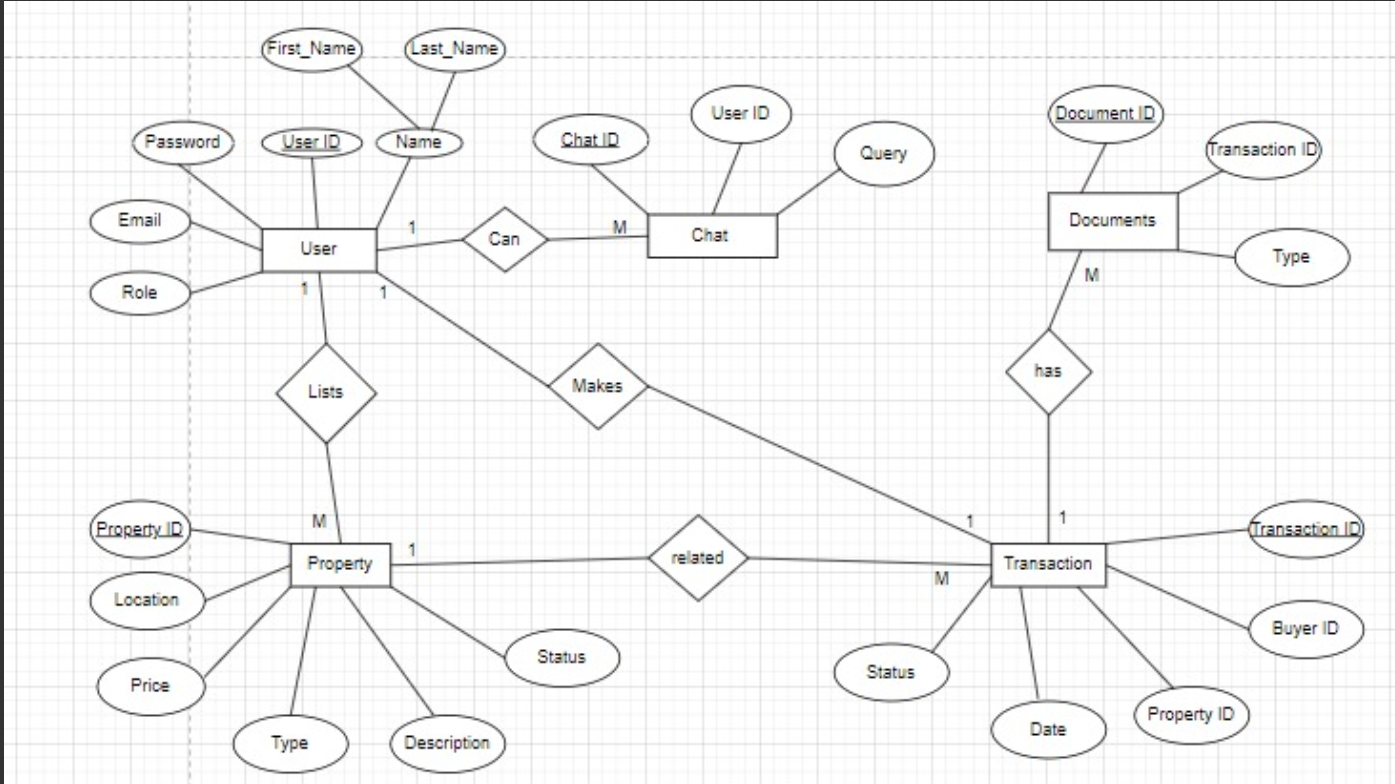 First_Name
Last_Name
Password
User ID
Name
Chat ID
User ID
Query
Document ID
Transaction ID
Email
User
1
Can
M
Chat
Documents
Type
Role
1
1
M
Lists
Makes
has
Property ID
M
1
1
1
Transaction ID
Property
related
M
Transaction
Location
Price
Type
Description
Status
Status
Date
Property ID
Buyer ID